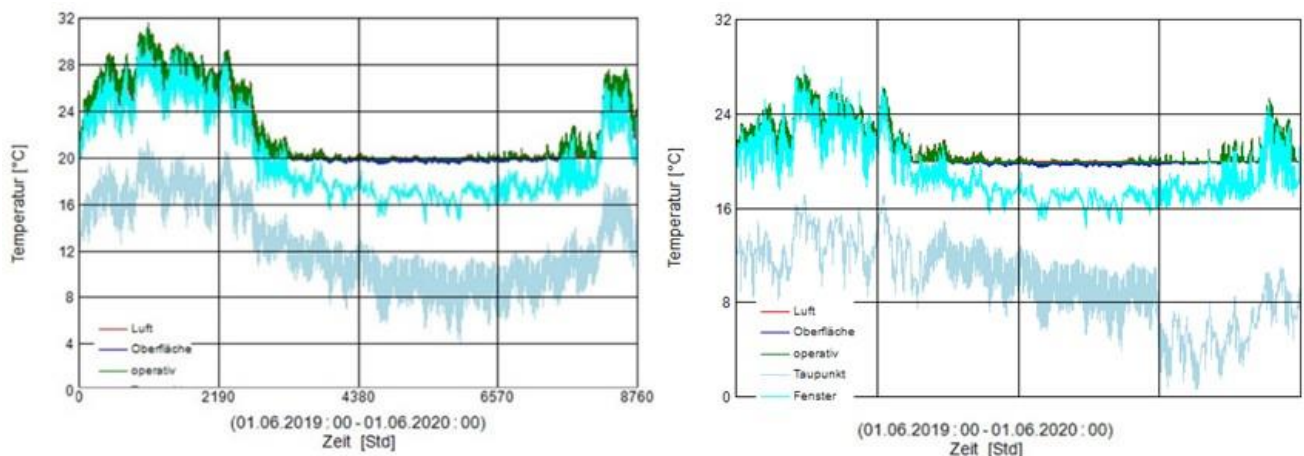 32
28
24
20
16
12
8
4
0
Temperatur [°C]
Luft
Oberfläche
operativ
0 2190 4380 6570 8760
(01.06.2019 : 00 - 01.06.2020 : 00)
Zeit [Std]
32
24
16
8
0
Temperatur [°C]
Luft
Oberfläche
operativ
Taupunkt
Fenster
(01.06.2019 : 00 - 01.06.2020 : 00)
Zeit [Std]